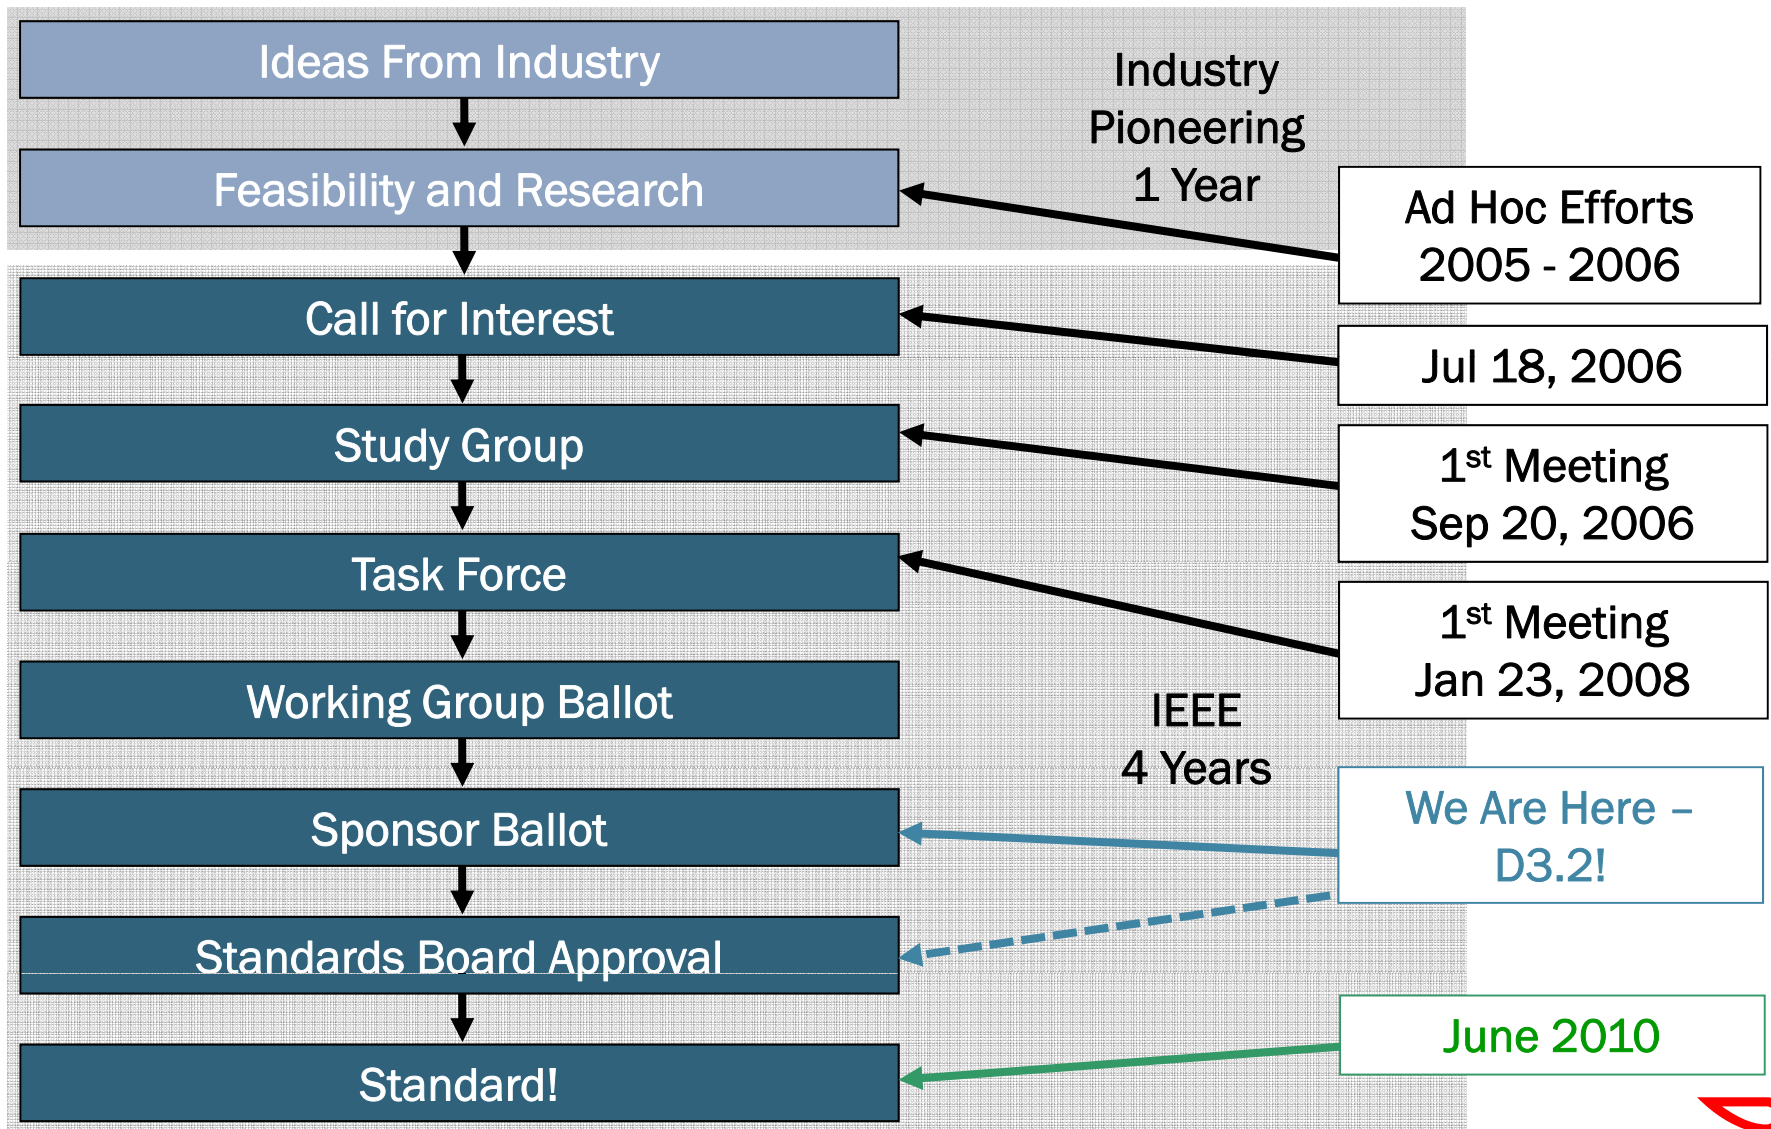 Ideas From Industry
Industry
Pioneering
1 Year
Feasibility and Research
Ad Hoc Efforts
2005 - 2006
Call for Interest
Jul 18, 2006
Study Group
1st Meeting
Sep 20, 2006
Task Force
1st Meeting
Jan 23, 2008
Working Group Ballot
IEEE
4 Years
Sponsor Ballot
We Are Here –
D3.2!
Standards Board Approval
June 2010
Standard!